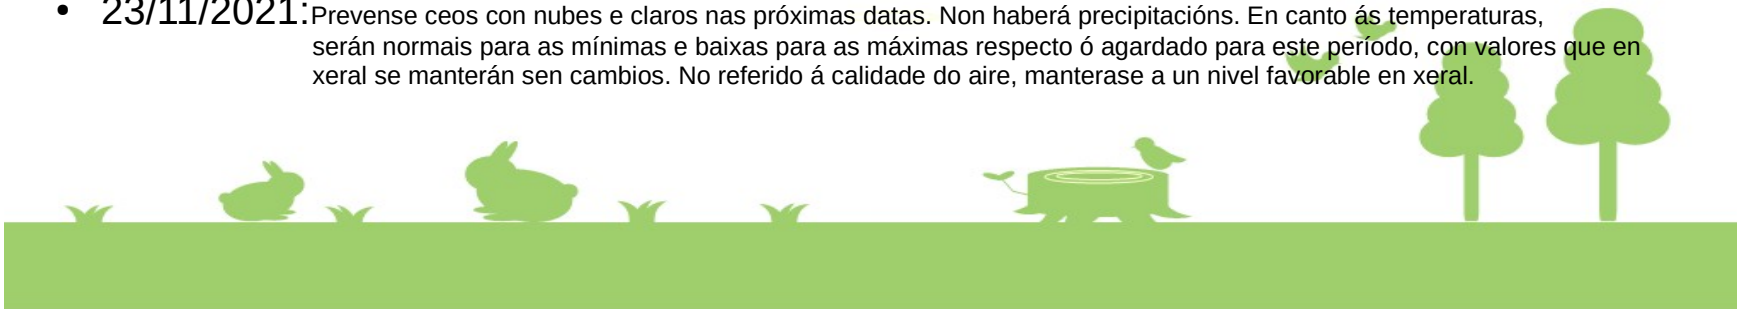 • 23/11/2021:Prevense ceos con nubes e claros nas próximas datas. Non haberá precipitacións. En canto ás temperaturas,
serán normais para as mínimas e baixas para as máximas respecto ó agardado para este período, con valores que en
xeral se manterán sen cambios. No referido á calidade do aire, manterase a un nivel favorable en xeral.